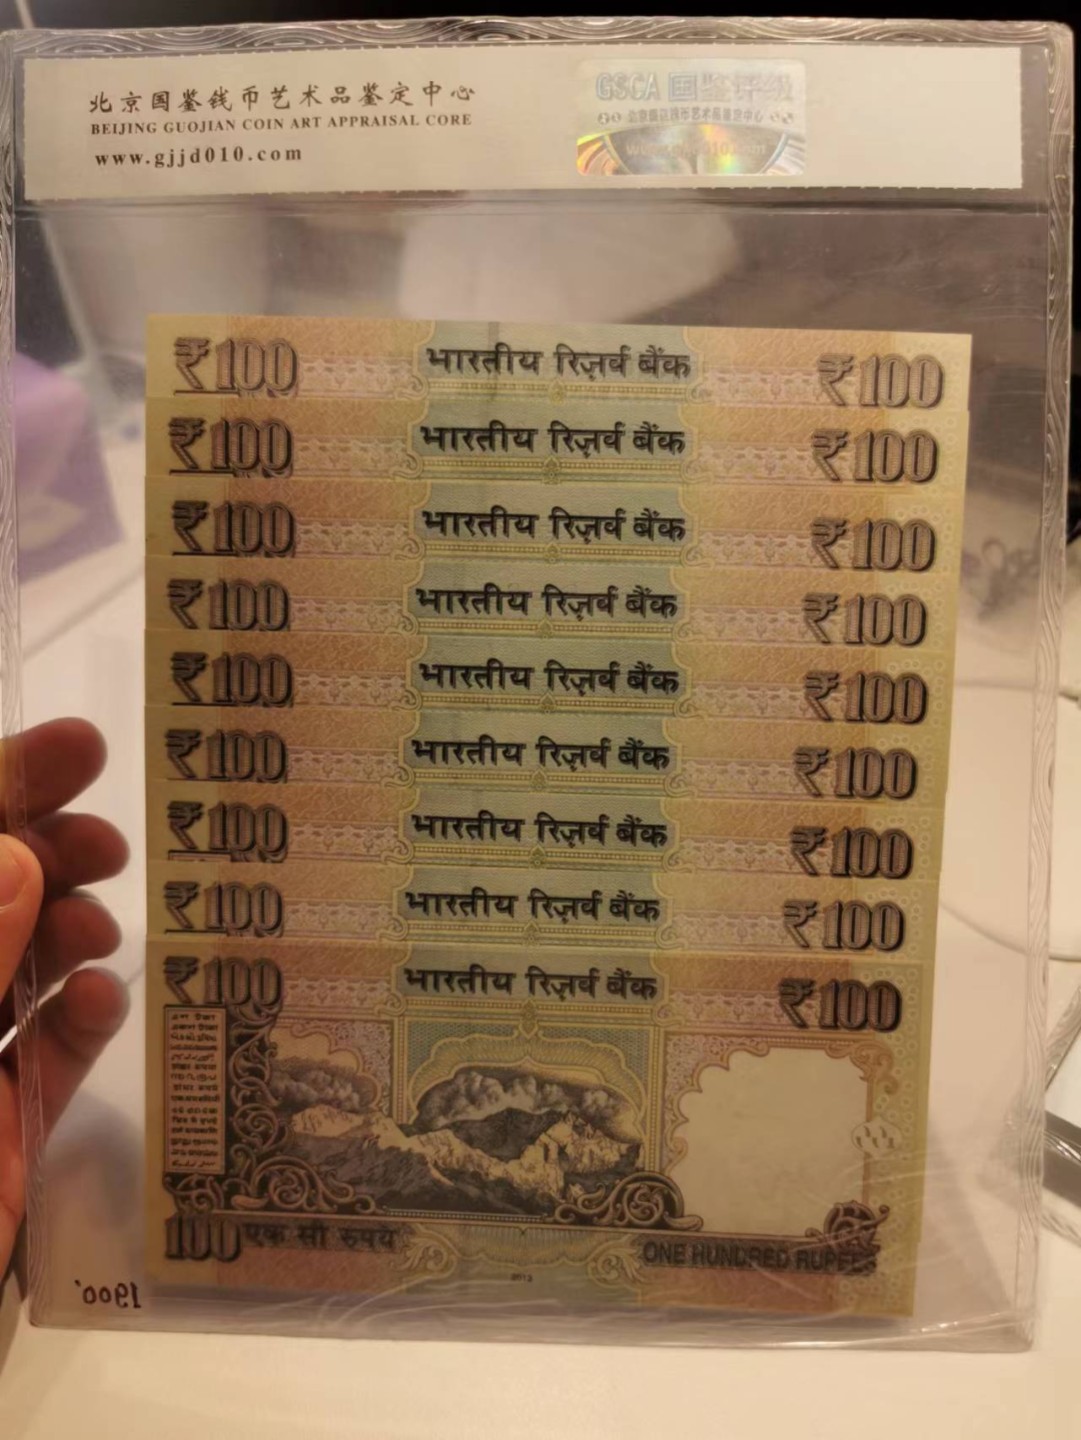 北京国鉴钱币艺术品鉴定中心
BEIJING GUOJIAN COIN ART APPRAISAL CORE
www.gjjd010.com
GSCA 国鉴评级
₹100 भारतीय रिज़र्व बैंक ₹100
₹100 भारतीय रिज़र्व बैंक ₹100
₹100 भारतीय रिज़र्व बैंक ₹100
₹100 भारतीय रिज़र्व बैंक ₹100
₹100 भारतीय रिज़र्व बैंक ₹100
₹100 भारतीय रिज़र्व बैंक ₹100
₹100 भारतीय रिज़र्व बैंक ₹100
₹100 भारतीय रिज़र्व बैंक ₹100
₹100 भारतीय रिज़र्व बैंक ₹100
100 एक सौ रुपये ONE HUNDRED RUPEES
2013
1900